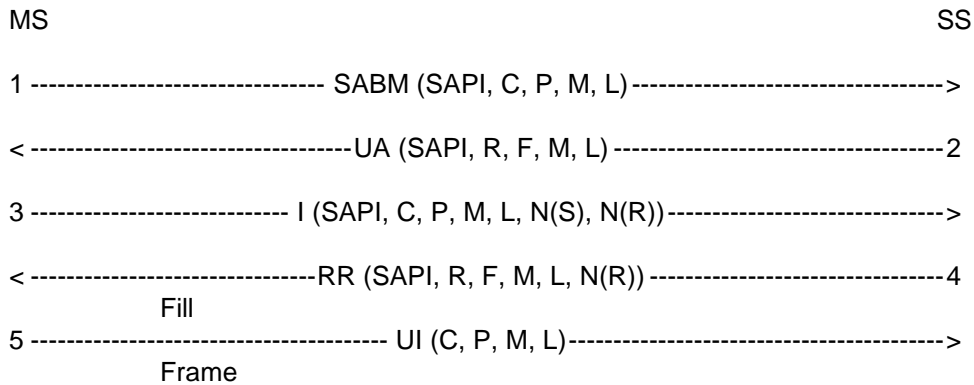 MS SS
1 --------------------------------- SABM (SAPI, C, P, M, L) ------------------------------------>
< ------------------------------------UA (SAPI, R, F, M, L) --------------------------------------2
3 ----------------------------- I (SAPI, C, P, M, L, N(S), N(R))-------------------------------->
< -------------------------------RR (SAPI, R, F, M, L, N(R)) ----------------------------------4
Fill
5 ---------------------------------------- UI (C, P, M, L)------------------------------------------->
Frame